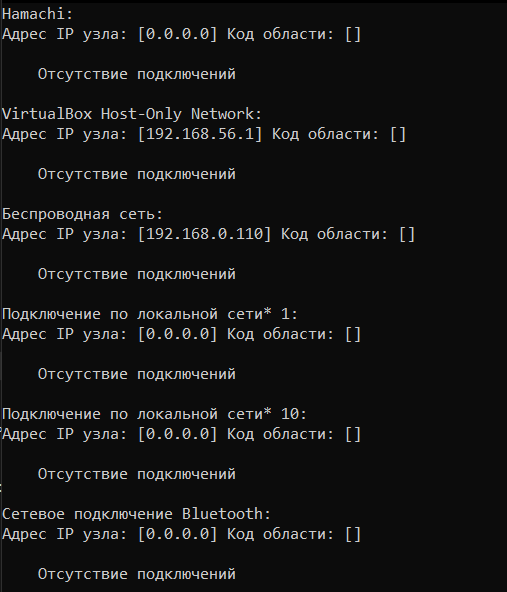 Hamachi:
Адрес IP узла: [0.0.0.0] Код области: []
Отсутствие подключений
VirtualBox Host-Only Network:
Адрес IP узла: [192.168.56.1] Код области: []
Отсутствие подключений
Беспроводная сеть:
Адрес IP узла: [192.168.0.110] Код области: []
Отсутствие подключений
Подключение по локальной сети* 1:
Адрес IP узла: [0.0.0.0] Код области: []
Отсутствие подключений
Подключение по локальной сети* 10:
Адрес IP узла: [0.0.0.0] Код области: []
Отсутствие подключений
Сетевое подключение Bluetooth:
Адрес IP узла: [0.0.0.0] Код области: []
Отсутствие подключений